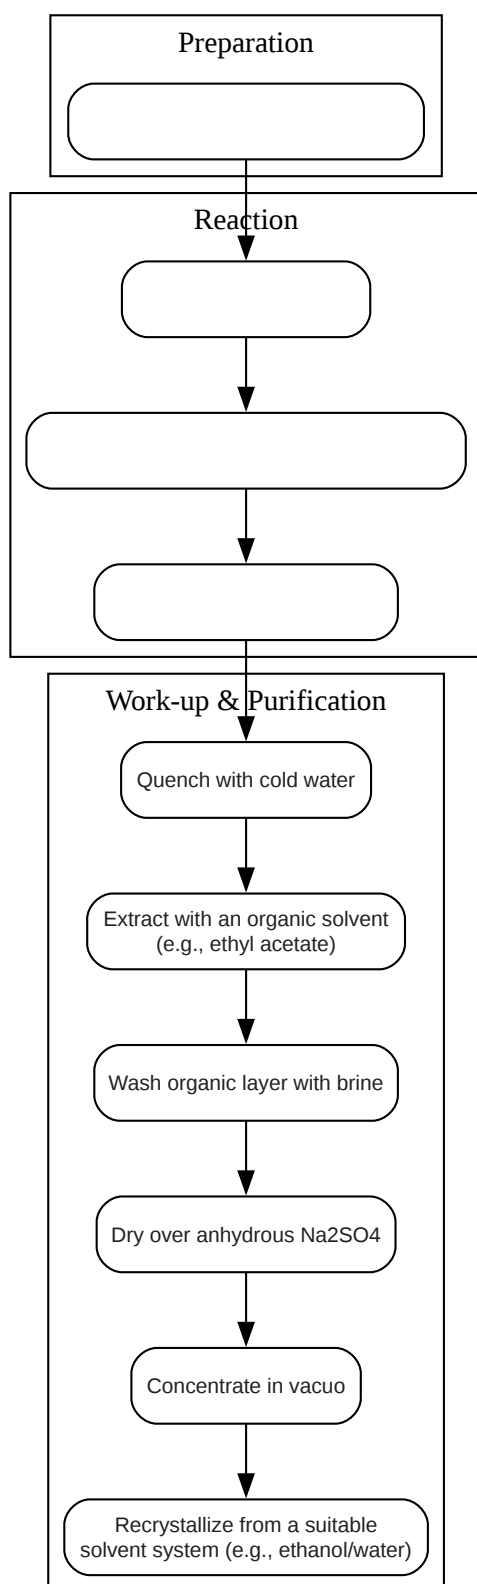 Preparation
Reaction
Work-up & Purification
Quench with cold water
Extract with an organic solvent
(e.g., ethyl acetate)
Wash organic layer with brine
Dry over anhydrous Na2SO4
Concentrate in vacuo
Recrystallize from a suitable
solvent system (e.g., ethanol/water)